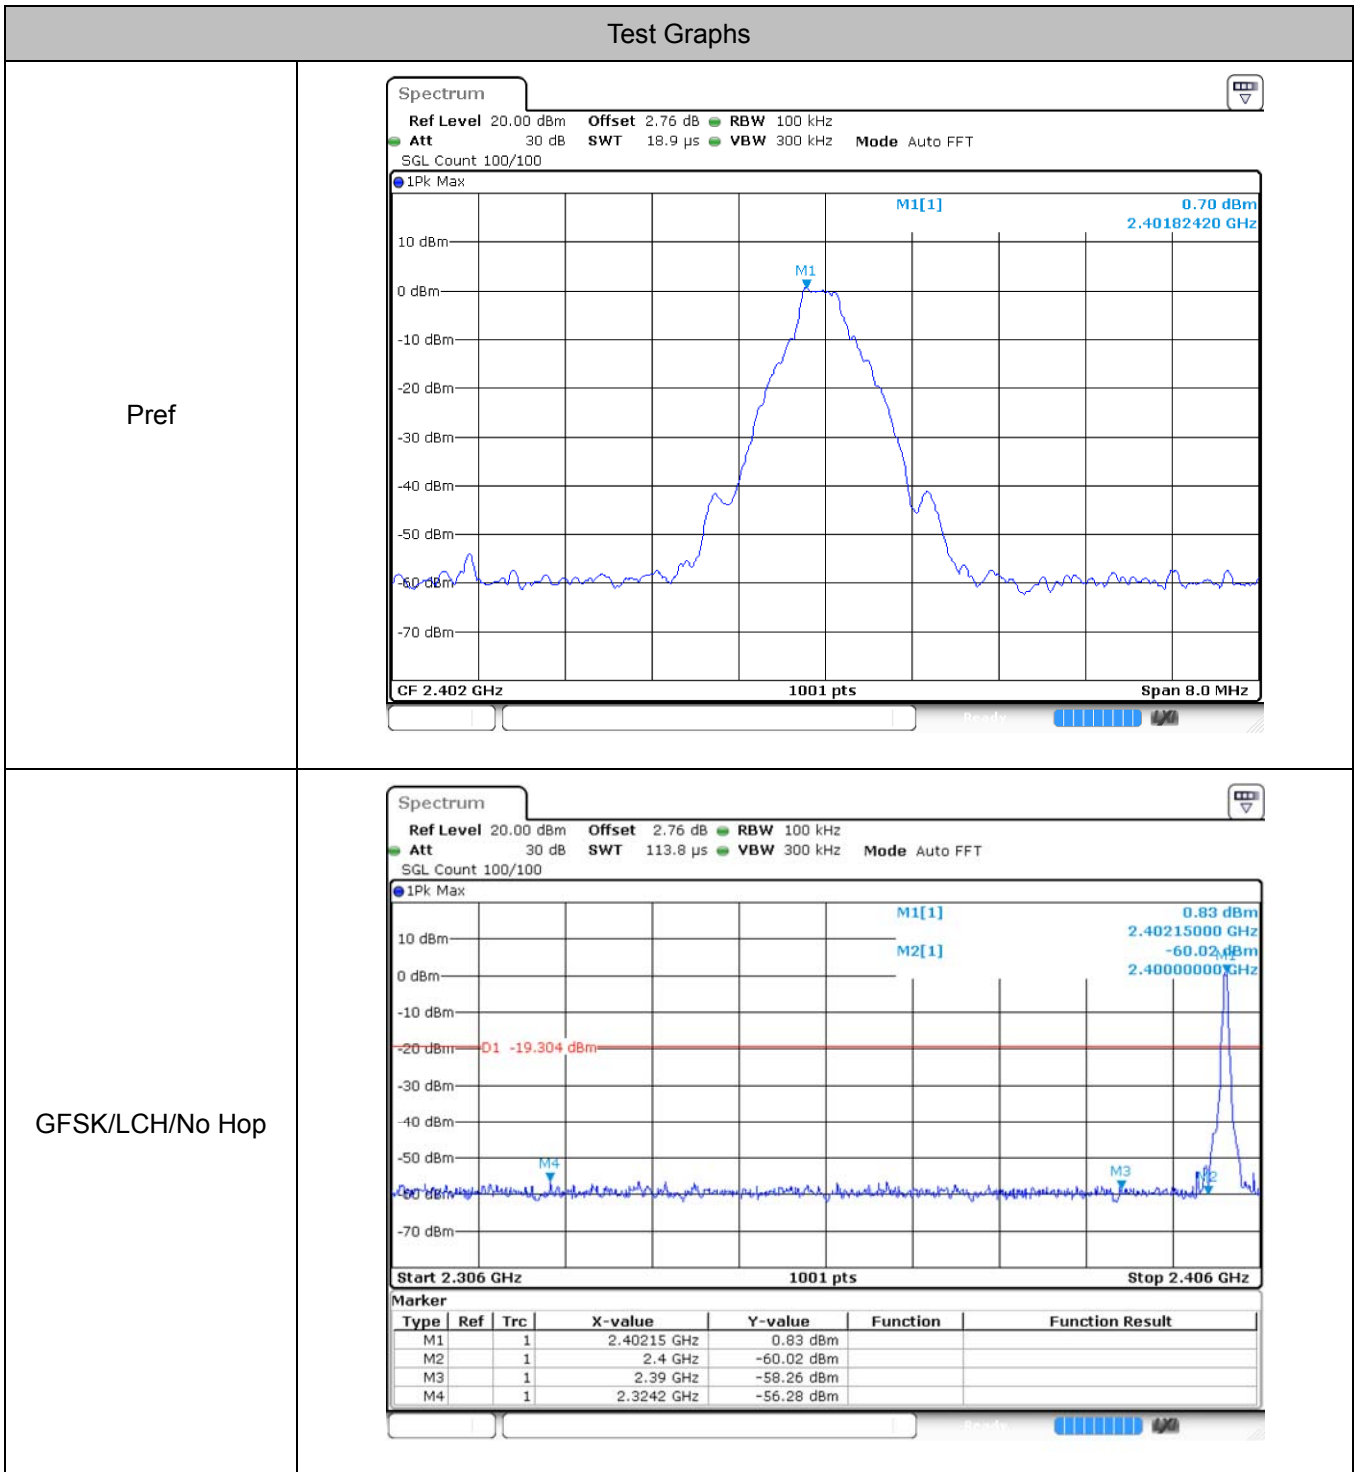 Test Graphs
Pref
Spectrum
Ref Level 20.00 dBm Offset 2.76 dB RBW 100 kHz
Att 30 dB SWT 18.9 µs VBW 300 kHz Mode Auto FFT
SGL Count 100/100
1Pk Max
M1[1] 0.70 dBm
2.40182420 GHz
10 dBm
M1
0 dBm
-10 dBm
-20 dBm
-30 dBm
-40 dBm
-50 dBm
-60 dBm
-70 dBm
CF 2.402 GHz 1001 pts Span 8.0 MHz
Ready
GFSK/LCH/No Hop
Spectrum
Ref Level 20.00 dBm Offset 2.76 dB RBW 100 kHz
Att 30 dB SWT 113.8 µs VBW 300 kHz Mode Auto FFT
SGL Count 100/100
1Pk Max
M1[1] 0.83 dBm
2.40215000 GHz
10 dBm
M2[1] -60.02 dBm
M1
0 dBm 2.40000000 GHz
-10 dBm
-20 dBm D1 -19.304 dBm
-30 dBm
-40 dBm
-50 dBm
M4 M3 M2
-60 dBm
-70 dBm
Start 2.306 GHz 1001 pts Stop 2.406 GHz
Marker
Type Ref Trc X-value Y-value Function Function Result
M1 1 2.40215 GHz 0.83 dBm
M2 1 2.4 GHz -60.02 dBm
M3 1 2.39 GHz -58.26 dBm
M4 1 2.3242 GHz -56.28 dBm
Ready